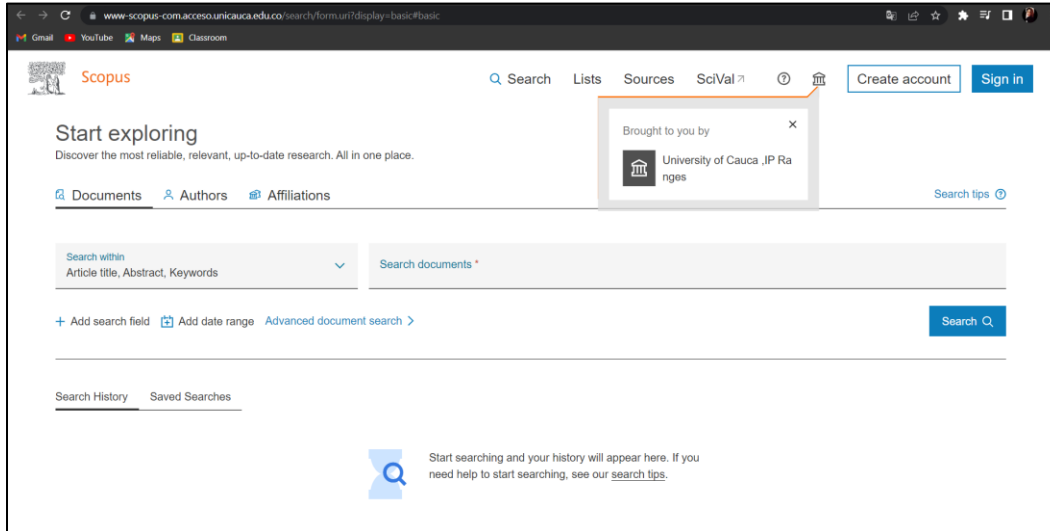 www-scopus-com.acceso.unicauca.edu.co/search/form.uri?display=basic#basic
Gmail YouTube Maps Classroom
Scopus Search Lists Sources SciVal Create account Sign in
Brought to you by
University of Cauca ,IP Ra
nges
Start exploring
Discover the most reliable, relevant, up-to-date research. All in one place.
Documents Authors Affiliations Search tips
Search within
Article title, Abstract, Keywords
Search documents *
Add search field Add date range Advanced document search
Search
Search History Saved Searches
Start searching and your history will appear here. If you
need help to start searching, see our search tips.